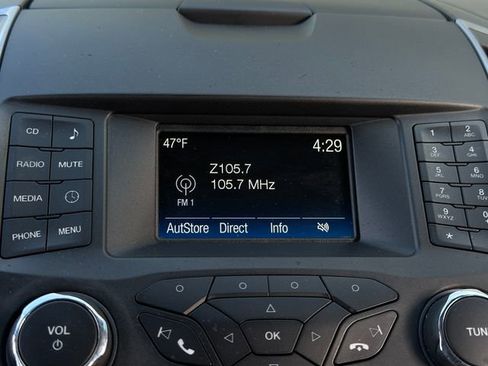 47°F 4:29
Z105.7
105.7 MHz
FM 1
AutoStore Direct Info
CD
RADIO MUTE
MEDIA
PHONE MENU
1 2 ABC
3 DEF 4 GHI
5 JKL 6 MNO
7 PQRS 8 TUV
9 WXYZ 0
* #
VOL
OK
TUNE